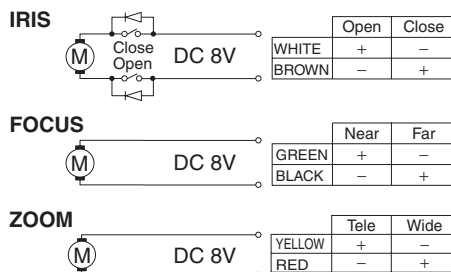 IRIS
Open Close
Close
Open
M
DC 8V
WHITE + −
BROWN − +
FOCUS
Near Far
M
DC 8V
GREEN + −
BLACK − +
ZOOM
Tele Wide
M
DC 8V
YELLOW + −
RED − +